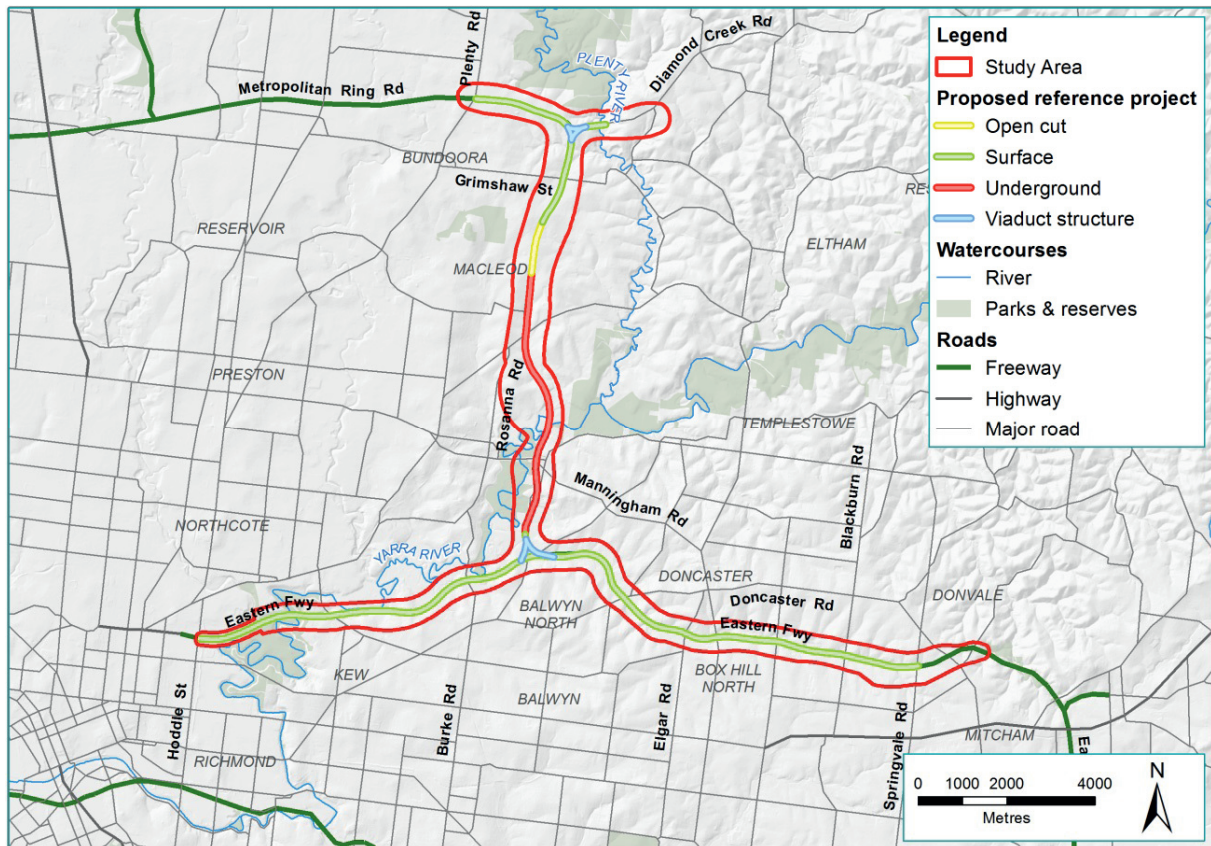 Diamond Creek Rd
Plenty Rd
PLENTY RIVER
Metropolitan Ring Rd
BUNDOORA
Grimshaw St
RESERVOIR
ELTHAM
MACLEOD
PRESTON
Rosanna Rd
TEMPLESTOWE
Manningham Rd
Blackburn Rd
NORTHCOTE
YARRA RIVER
DONCASTER
Eastern Fwy
BALWYN
NORTH
Doncaster Rd
DONVALE
Eastern Fwy
KEW
BOX HILL
NORTH
BALWYN
Hoddle St
Burke Rd
Elgar Rd
Springvale Rd
MITCHAM
RICHMOND
Legend
Study Area
Proposed reference project
Open cut
Surface
Underground
Viaduct structure
Watercourses
River
Parks & reserves
Roads
Freeway
Highway
Major road
0 1000 2000 4000
Metres
N